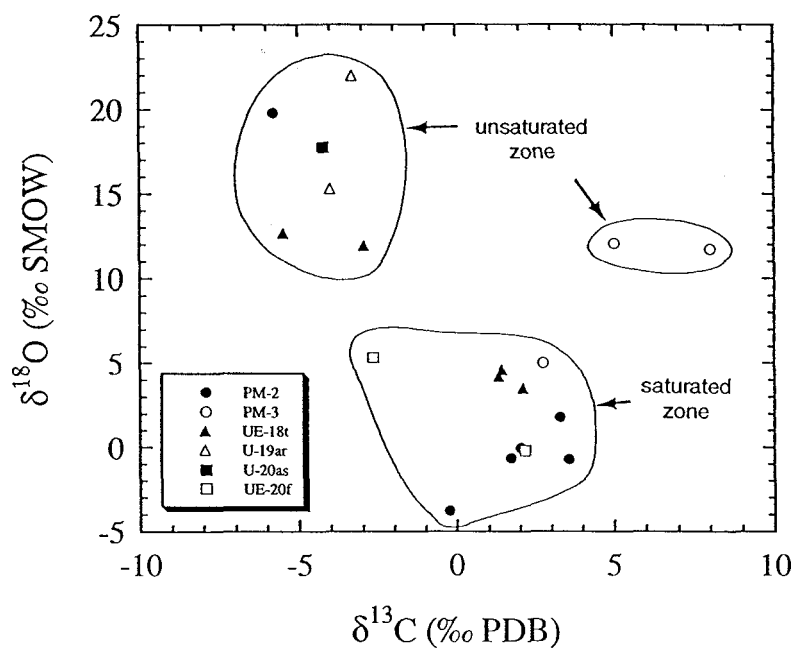 25
20
15
10
5
0
-5
δ18O (‰ SMOW)
unsaturated
zone
saturated
zone
PM-2
PM-3
UE-18t
U-19ar
U-20as
UE-20f
-10
-5
0
5
10
δ13C (‰ PDB)